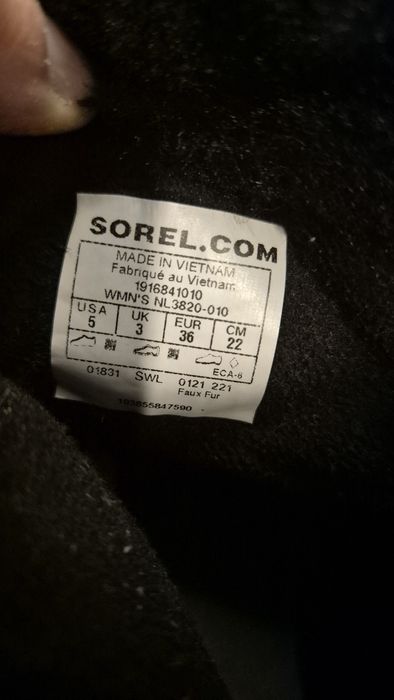 SOREL.COM
MADE IN VIETNAM
Fabriqué au Vietnam
1916841010
WMN'S NL3820-010
USA UK EUR CM
5 3 36 22
ECA-6
01831 SWL 0121 221
Faux Fur
193855847590